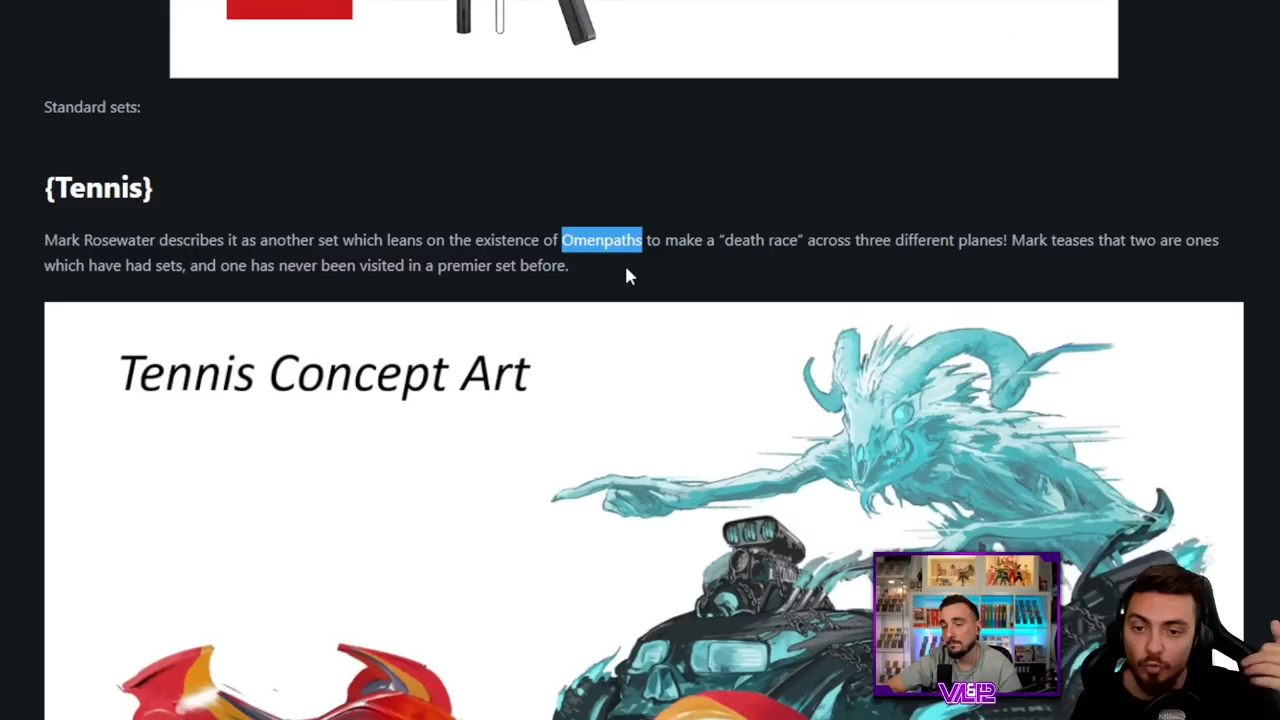 Standard sets:
{Tennis}
Mark Rosewater describes it as another set which leans on the existence of Omenpaths to make a “death race” across three different planes! Mark teases that two are ones
which have had sets, and one has never been visited in a premier set before.
Tennis Concept Art